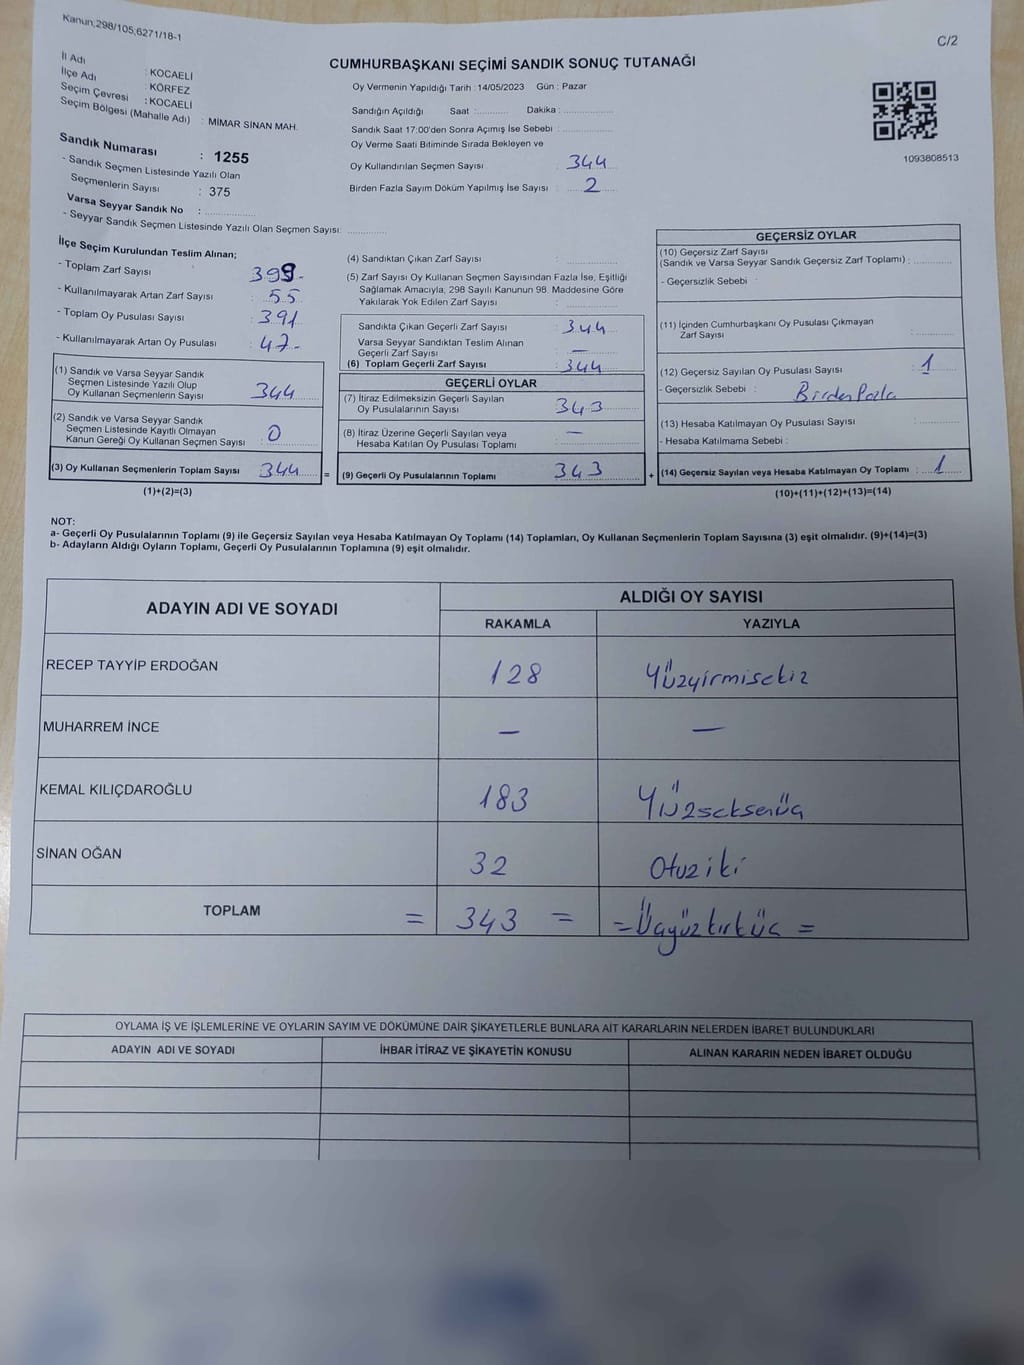 Kanun;298/105;6271/18-1
C/2
CUMHURBAŞKANI SEÇİMİ SANDIK SONUÇ TUTANAĞI
İl Adı : KOCAELİ
İlçe Adı : KÖRFEZ
Seçim Çevresi : KOCAELİ
Seçim Bölgesi (Mahalle Adı) : MİMAR SİNAN MAH.
Sandık Numarası : 1255
- Sandık Seçmen Listesinde Yazılı Olan
Seçmenlerin Sayısı : 375
Varsa Seyyar Sandık No : ................
- Seyyar Sandık Seçmen Listesinde Yazılı Olan Seçmen Sayısı: ............
Oy Vermenin Yapıldığı Tarih : 14/05/2023 Gün : Pazar
Sandığın Açıldığı Saat :............ Dakika :................
Sandık Saat 17:00'den Sonra Açımış İse Sebebi : ................
Oy Verme Saati Bitiminde Sırada Bekleyen ve
Oy Kullandırılan Seçmen Sayısı : 344
Birden Fazla Sayım Döküm Yapılmış İse Sayısı : 2
1093808513
İlçe Seçim Kurulundan Teslim Alınan;
- Toplam Zarf Sayısı : 399-
- Kullanılmayarak Artan Zarf Sayısı : 55
- Toplam Oy Pusulası Sayısı : 391
- Kullanılmayarak Artan Oy Pusulası : 47-
(1) Sandık ve Varsa Seyyar Sandık
Seçmen Listesinde Yazılı Olup
Oy Kullanan Seçmenlerin Sayısı : 344
(2) Sandık ve Varsa Seyyar Sandık
Seçmen Listesinde Kayıtlı Olmayan
Kanun Gereği Oy Kullanan Seçmen Sayısı : 0
(3) Oy Kullanan Seçmenlerin Toplam Sayısı : 344 =
(1)+(2)=(3)
(4) Sandıktan Çıkan Zarf Sayısı : ................
(5) Zarf Sayısı Oy Kullanan Seçmen Sayısından Fazla İse, Eşitliği
Sağlamak Amacıyla, 298 Sayılı Kanunun 98. Maddesine Göre
Yakılarak Yok Edilen Zarf Sayısı : ................
Sandıkta Çıkan Geçerli Zarf Sayısı : 344
Varsa Seyyar Sandıktan Teslim Alınan
Geçerli Zarf Sayısı : —
(6) Toplam Geçerli Zarf Sayısı : 344
GEÇERLİ OYLAR
(7) İtiraz Edilmeksizin Geçerli Sayılan
Oy Pusulalarının Sayısı : 343
(8) İtiraz Üzerine Geçerli Sayılan veya
Hesaba Katılan Oy Pusulası Toplamı : —
(9) Geçerli Oy Pusulalarının Toplamı : 343 +
GEÇERSİZ OYLAR
(10) Geçersiz Zarf Sayısı
(Sandık ve Varsa Seyyar Sandık Geçersiz Zarf Toplamı) : ............
- Geçersizlik Sebebi
(11) İçinden Cumhurbaşkanı Oy Pusulası Çıkmayan
Zarf Sayısı : ............
(12) Geçersiz Sayılan Oy Pusulası Sayısı : 1
- Geçersizlik Sebebi : Birden Fazla
(13) Hesaba Katılmayan Oy Pusulası Sayısı : ............
- Hesaba Katılmama Sebebi :
(14) Geçersiz Sayılan veya Hesaba Katılmayan Oy Toplamı : 1
(10)+(11)+(12)+(13)=(14)
NOT:
a- Geçerli Oy Pusulalarının Toplamı (9) ile Geçersiz Sayılan veya Hesaba Katılmayan Oy Toplamı (14) Toplamları, Oy Kullanan Seçmenlerin Toplam Sayısına (3) eşit olmalıdır. (9)+(14)=(3)
b- Adayların Aldığı Oyların Toplamı, Geçerli Oy Pusulalarının Toplamına (9) eşit olmalıdır.
ADAYIN ADI VE SOYADI
ALDIĞI OY SAYISI
RAKAMLA YAZIYLA
RECEP TAYYİP ERDOĞAN 128 Yüzyirmisekiz
MUHARREM İNCE — —
KEMAL KILIÇDAROĞLU 183 Yüzseksenüç
SİNAN OĞAN 32 Otuziki
TOPLAM = 343 = =Üçyüzkırküç =
OYLAMA İŞ VE İŞLEMLERİNE VE OYLARIN SAYIM VE DÖKÜMÜNE DAİR ŞİKAYETLERLE BUNLARA AİT KARARLARIN NELERDEN İBARET BULUNDUKLARI
ADAYIN ADI VE SOYADI İHBAR İTİRAZ VE ŞİKAYETİN KONUSU ALINAN KARARIN NEDEN İBARET OLDUĞU